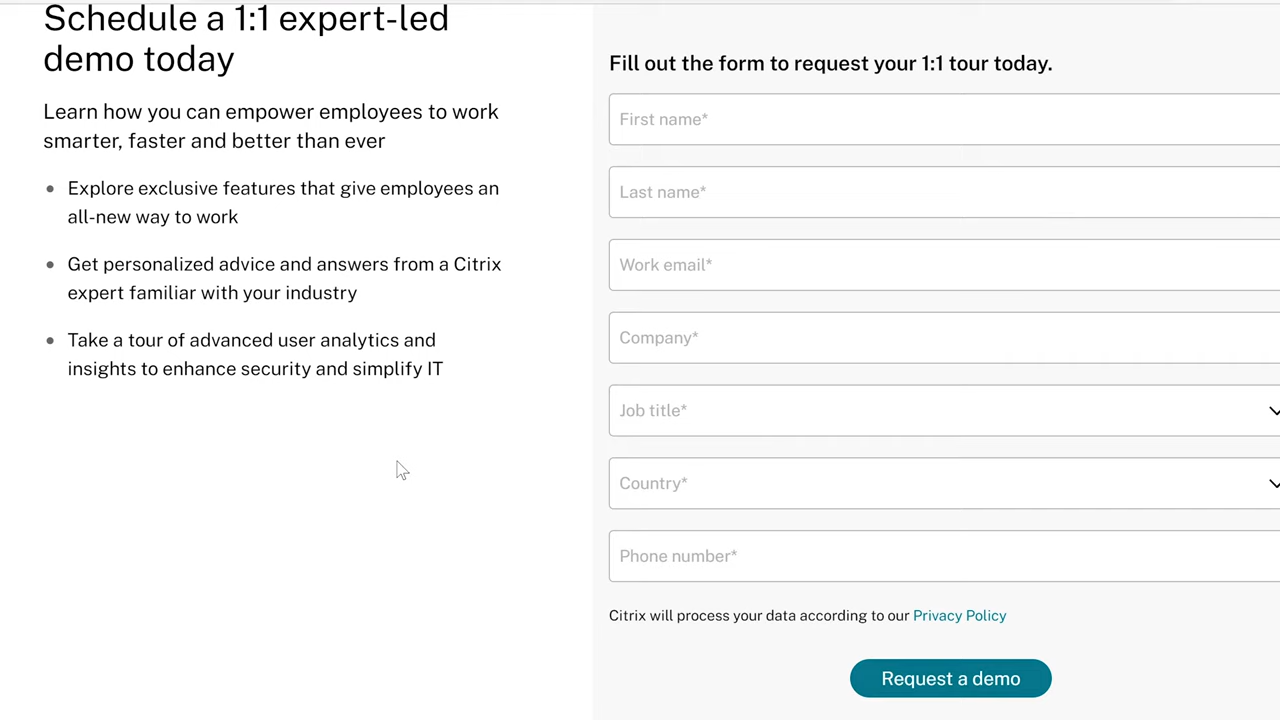 Schedule a 1:1 expert-led
demo today
Learn how you can empower employees to work
smarter, faster and better than ever
Explore exclusive features that give employees an
all-new way to work
Get personalized advice and answers from a Citrix
expert familiar with your industry
Take a tour of advanced user analytics and
insights to enhance security and simplify IT
Fill out the form to request your 1:1 tour today.
First name*
Last name*
Work email*
Company*
Job title*
Country*
Phone number*
Citrix will process your data according to our Privacy Policy
Request a demo